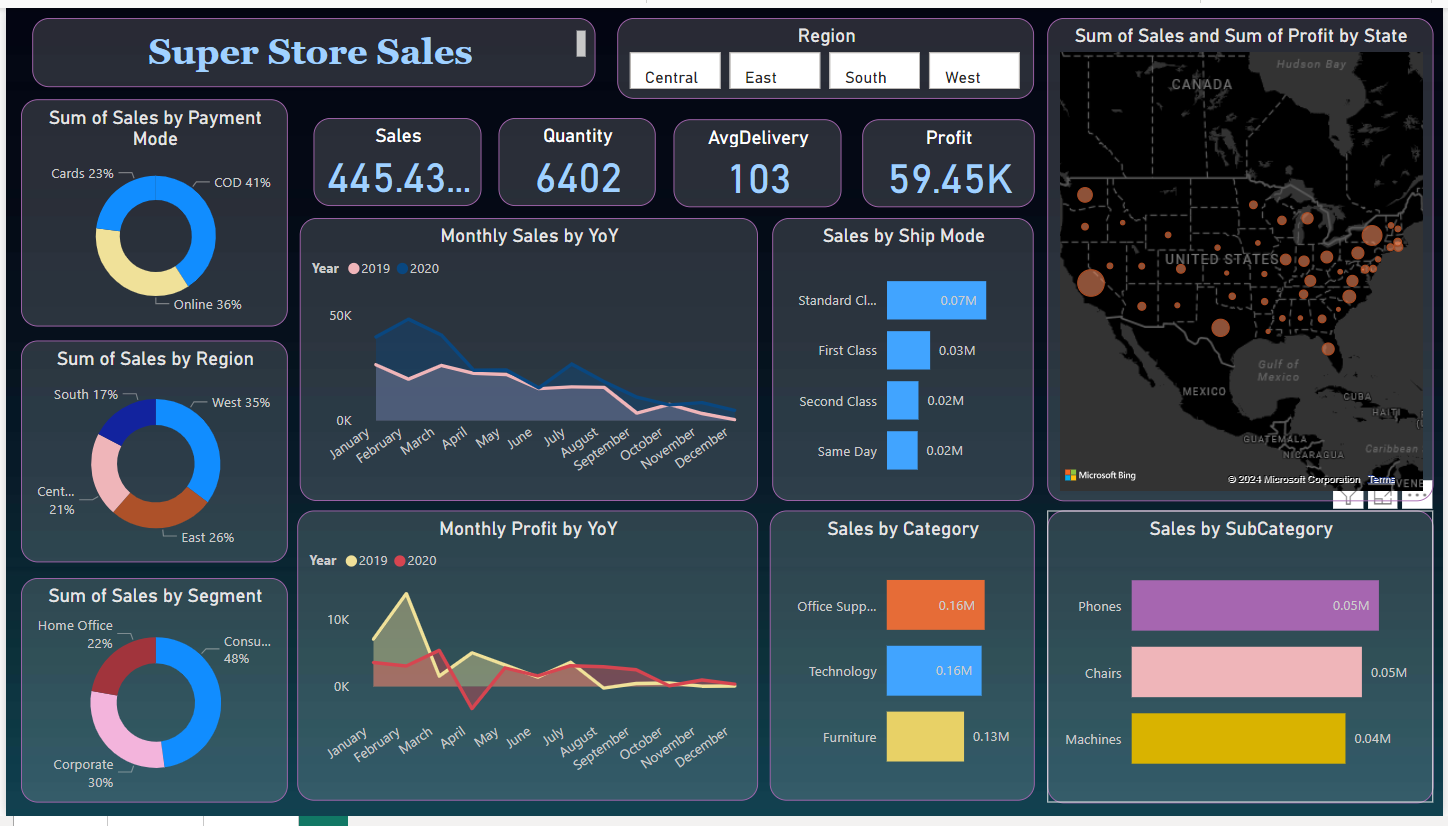 Super Store Sales
Region
Central
East
South
West
Sum of Sales and Sum of Profit by State
Sum of Sales by Payment
Mode
Cards 23%
COD 41%
Online 36%
Sales
445.43...
Quantity
6402
AvgDelivery
103
Profit
59.45K
Monthly Sales by YoY
Year
2019
2020
50K
0K
January
February
March
April
May
June
July
August
September
October
November
December
Sales by Ship Mode
Standard Cl...
0.07M
First Class
0.03M
Second Class
0.02M
Same Day
0.02M
Hudson Bay
CANADA
UNITED STATES
Gulf of
Mexico
MEXICO
CUBA
HAITI
GUATEMALA
NICARAGUA
Caribbean
VENE
Microsoft Bing
© 2024 Microsoft Corporation
Terms
Sum of Sales by Region
South 17%
West 35%
Cent...
21%
East 26%
Monthly Profit by YoY
Year
2019
2020
10K
0K
January
February
March
April
May
June
July
August
September
October
November
December
Sales by Category
Office Supp...
0.16M
Technology
0.16M
Furniture
0.13M
Sales by SubCategory
Phones
0.05M
Chairs
0.05M
Machines
0.04M
Sum of Sales by Segment
Home Office
22%
Consu...
48%
Corporate
30%